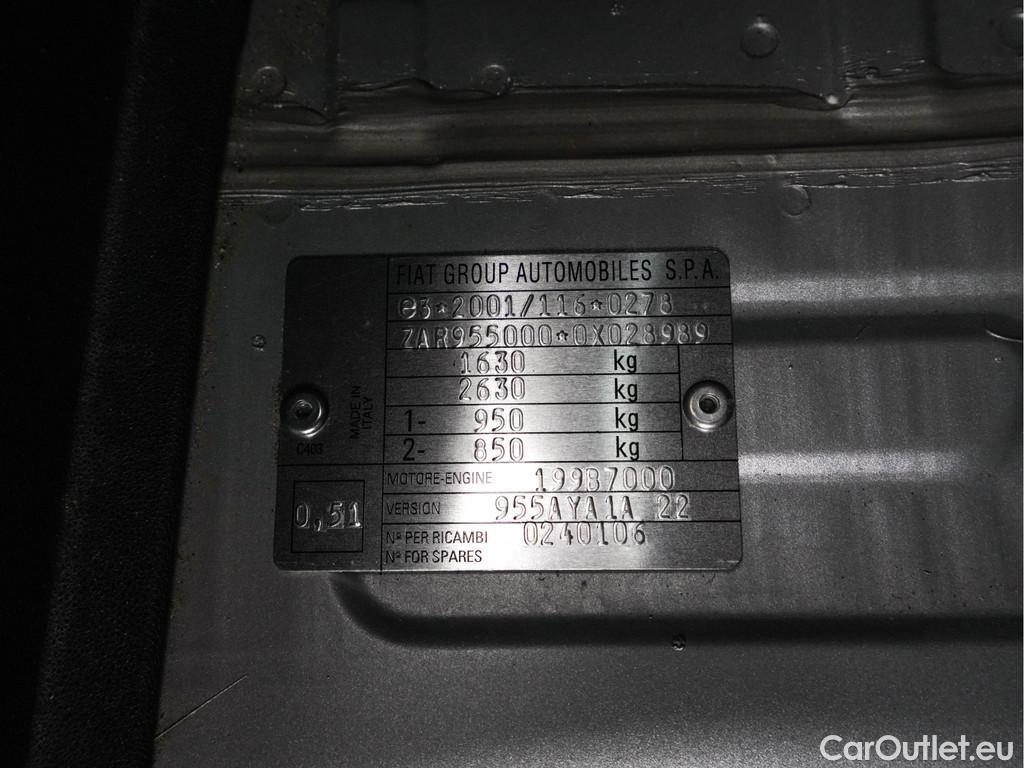 FIAT GROUP AUTOMOBILES S.P.A.
e3*2001/116*0278
ZAR955000*0X028989
1630 kg
2630 kg
1- 950 kg
2- 850 kg
MADE IN ITALY
C463
MOTORE-ENGINE 199B7000
VERSION 955AYA1A 22
0,51
Nº PER RICAMBI 0240106
Nº FOR SPARES
CarOutlet.eu